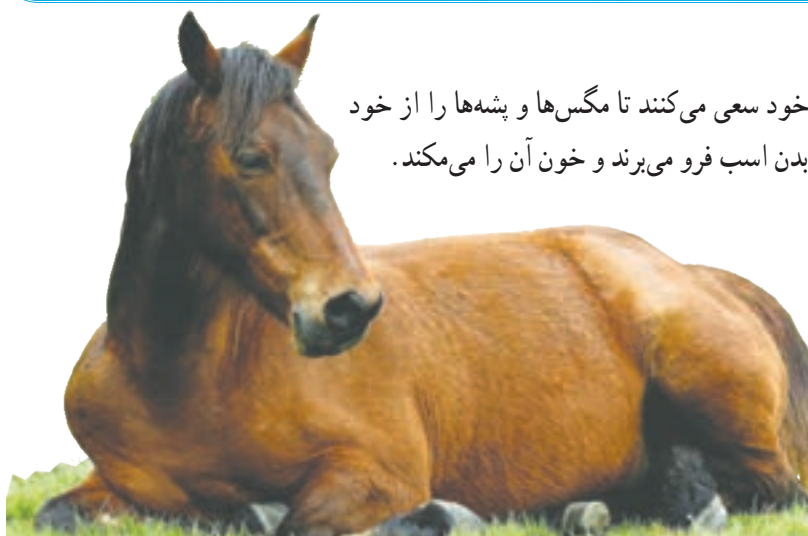 خود سعی می‌کنند تا مگس‌ها و پشه‌ها را از خود
بدن اسب فرو می‌برند و خون آن را می‌مکند.